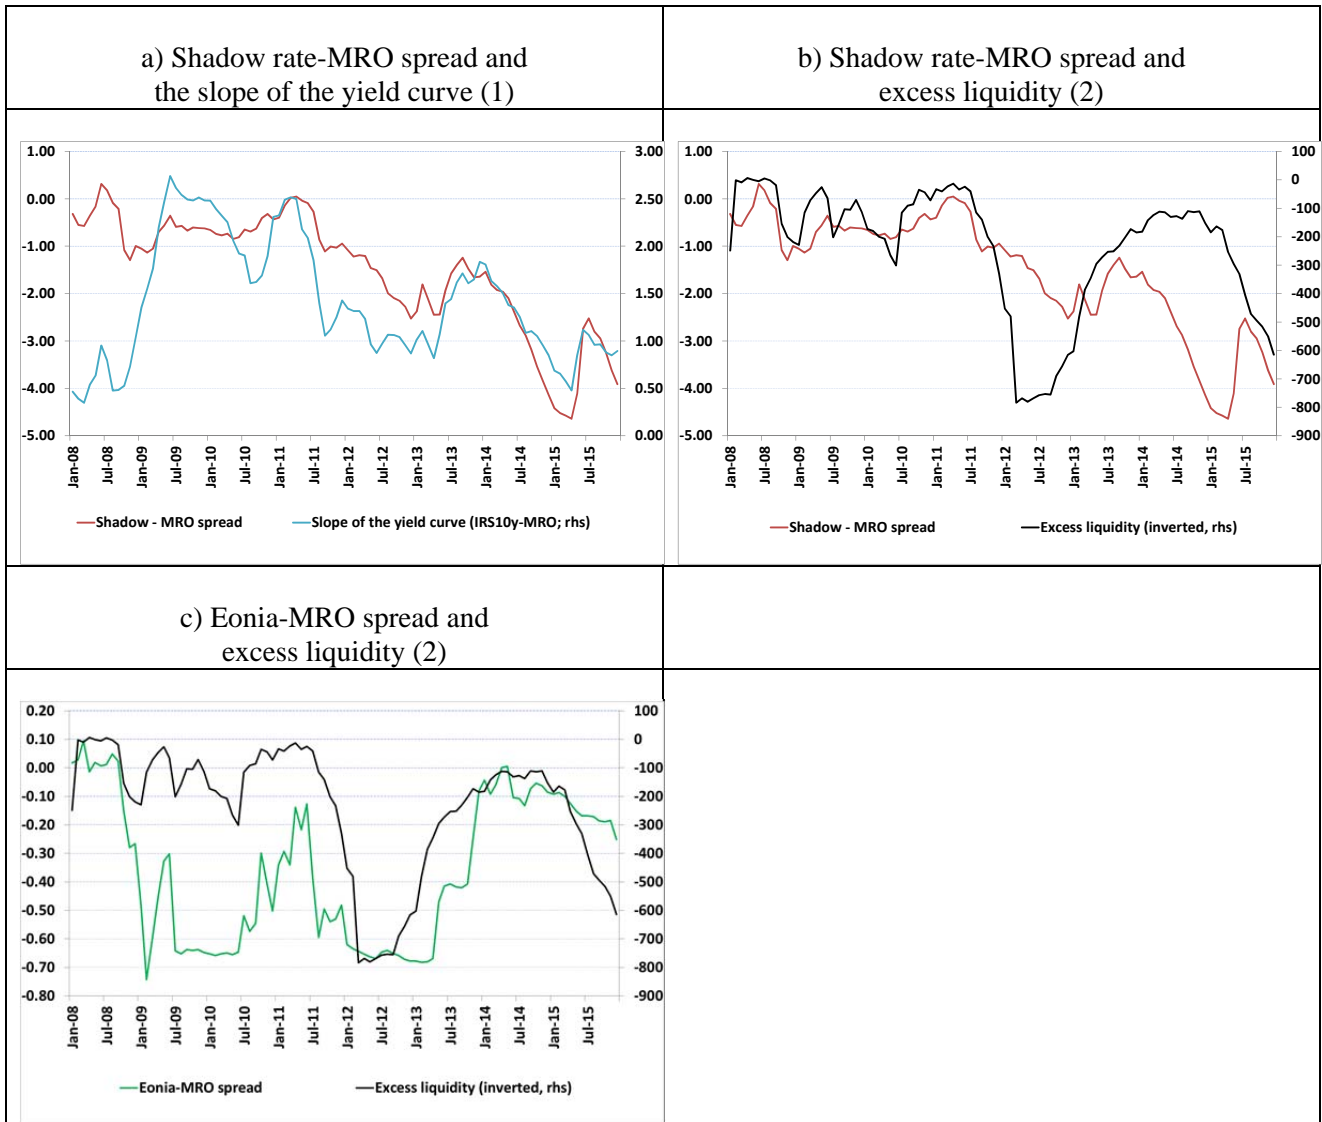 a) Shadow rate-MRO spread and
the slope of the yield curve (1)
b) Shadow rate-MRO spread and
excess liquidity (2)
1.00
0.00
-1.00
-2.00
-3.00
-4.00
-5.00
3.00
2.50
2.00
1.50
1.00
0.50
0.00
Jan-08
Jul-08
Jan-09
Jul-09
Jan-10
Jul-10
Jan-11
Jul-11
Jan-12
Jul-12
Jan-13
Jul-13
Jan-14
Jul-14
Jan-15
Jul-15
Shadow - MRO spread
Slope of the yield curve (IRS10y-MRO; rhs)
1.00
0.00
-1.00
-2.00
-3.00
-4.00
-5.00
100
0
-100
-200
-300
-400
-500
-600
-700
-800
-900
Jan-08
Jul-08
Jan-09
Jul-09
Jan-10
Jul-10
Jan-11
Jul-11
Jan-12
Jul-12
Jan-13
Jul-13
Jan-14
Jul-14
Jan-15
Jul-15
Shadow - MRO spread
Excess liquidity (inverted, rhs)
c) Eonia-MRO spread and
excess liquidity (2)
0.20
0.10
0.00
-0.10
-0.20
-0.30
-0.40
-0.50
-0.60
-0.70
-0.80
100
0
-100
-200
-300
-400
-500
-600
-700
-800
-900
Jan-08
Jul-08
Jan-09
Jul-09
Jan-10
Jul-10
Jan-11
Jul-11
Jan-12
Jul-12
Jan-13
Jul-13
Jan-14
Jul-14
Jan-15
Jul-15
Eonia-MRO spread
Excess liquidity (inverted, rhs)